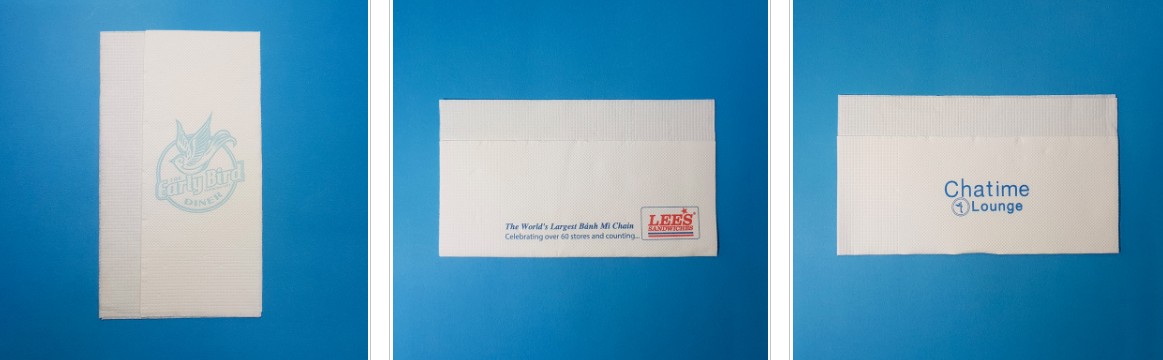 The Early Bird
DINER
The World's Largest Bánh Mì Chain
Celebrating over 60 stores and counting...
LEE'S
SANDWICHES
Chatime
Lounge